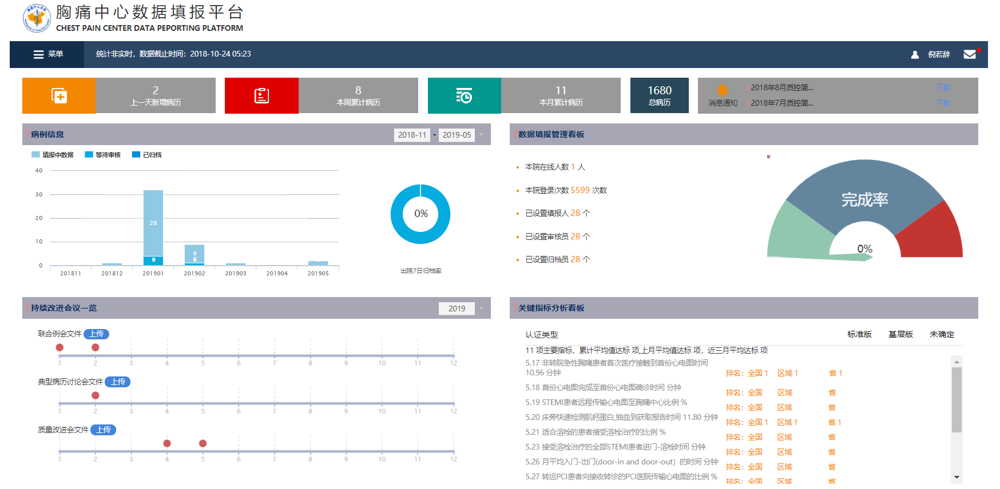 胸痛中心数据填报平台
CHEST PAIN CENTER DATA PEPORTING PLATFORM
菜单
统计非实时，数据截止时间：2018-10-24 05:23
倪若辞
2
上一天新增病历
8
本周累计病历
11
本月累计病历
1680
总病历
消息通知
2018年8月质控简... 下载
2018年7月质控简... 下载
病例信息
2018-11 - 2019-05
填报中数据 等待审核 已归档
40
30
20
10
0
28
0
8
201811 201812 201901 201902 201903 201904 201905
0%
出院7日归档率
数据填报管理看板
本院在线人数 1 人
本院登录次数 5599 次数
已设置填报人 28 个
已设置审核员 28 个
已设置归档员 28 个
完成率
0%
持续改进会议一览
2019
联合例会文件 上传
1 2 3 4 5 6 7 8 9 10 11 12
典型病历讨论会文件 上传
1 2 3 4 5 6 7 8 9 10 11 12
质量改进会文件 上传
1 2 3 4 5 6 7 8 9 10 11 12
关键指标分析看板
认证类型 标准版 基层版 未确定
11 项主要指标，累计平均值达标 项,上月平均值达标 项，近三月平均达标 项
5.17 非转院急性胸痛患者首次医疗接触到首份心电图时间
10.96 分钟 排名：全国 1 区域 1 省 1
5.18 首份心电图完成至首份心电图确诊时间 分钟 排名：全国 区域 省
5.19 STEMI患者远程传输心电图至胸痛中心比例 % 排名：全国 区域 省
5.20 床旁快速检测肌钙蛋白,抽血到获取报告时间 11.80 分钟 排名：全国 1 区域 1 省 1
5.21 适合溶栓的患者接受溶栓治疗的比例 % 排名：全国 区域 省
5.23 接受溶栓治疗的全部STEMI患者进门-溶栓时间 分钟 排名：全国 区域 省
5.26 月平均入门-出门(door-in and door-out）的时间 分钟 排名：全国 区域 省
5.27 转运PCI患者向接收转诊的PCI医院传输心电图的比例 % 排名：全国 区域 省